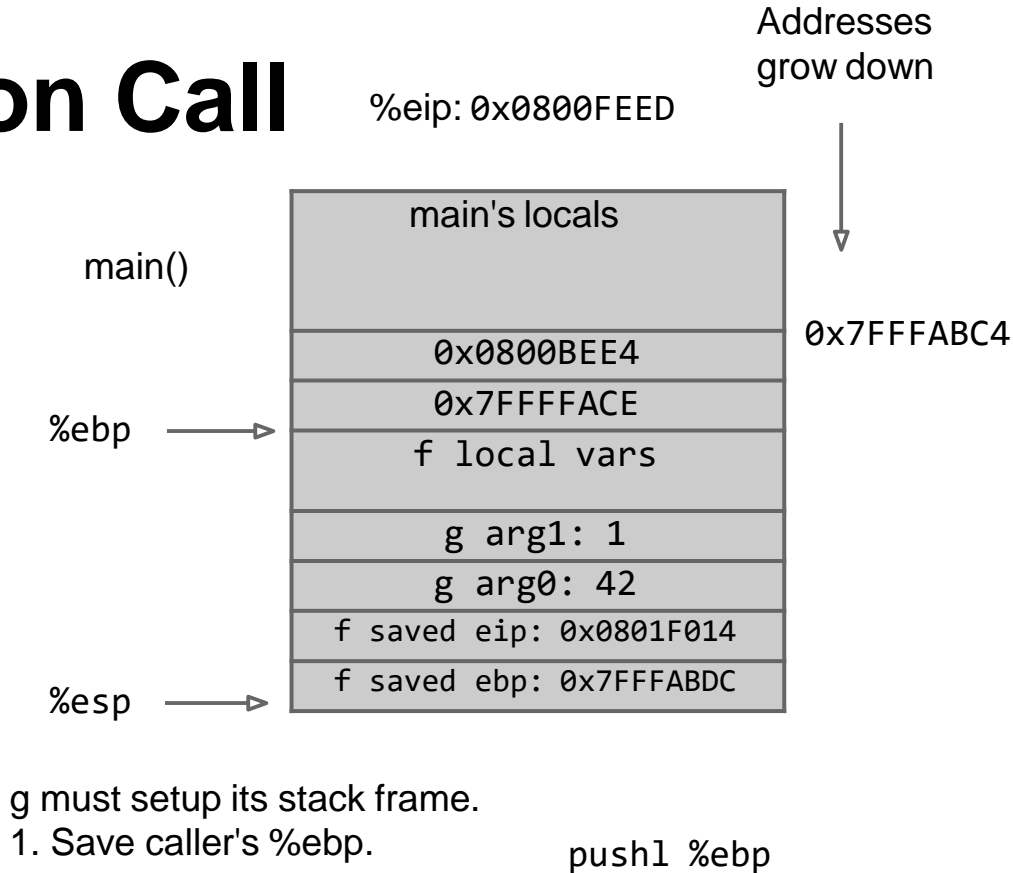 Addresses
grow down
on Call
%eip: 0x0800FEED
main's locals
main()
0x7FFFABC4
0x0800BEE4
0x7FFFFACE
%ebp
f local vars
g arg1: 1
g arg0: 42
f saved eip: 0x0801F014
f saved ebp: 0x7FFFABDC
%esp
g must setup its stack frame.
1. Save caller's %ebp.
pushl %ebp